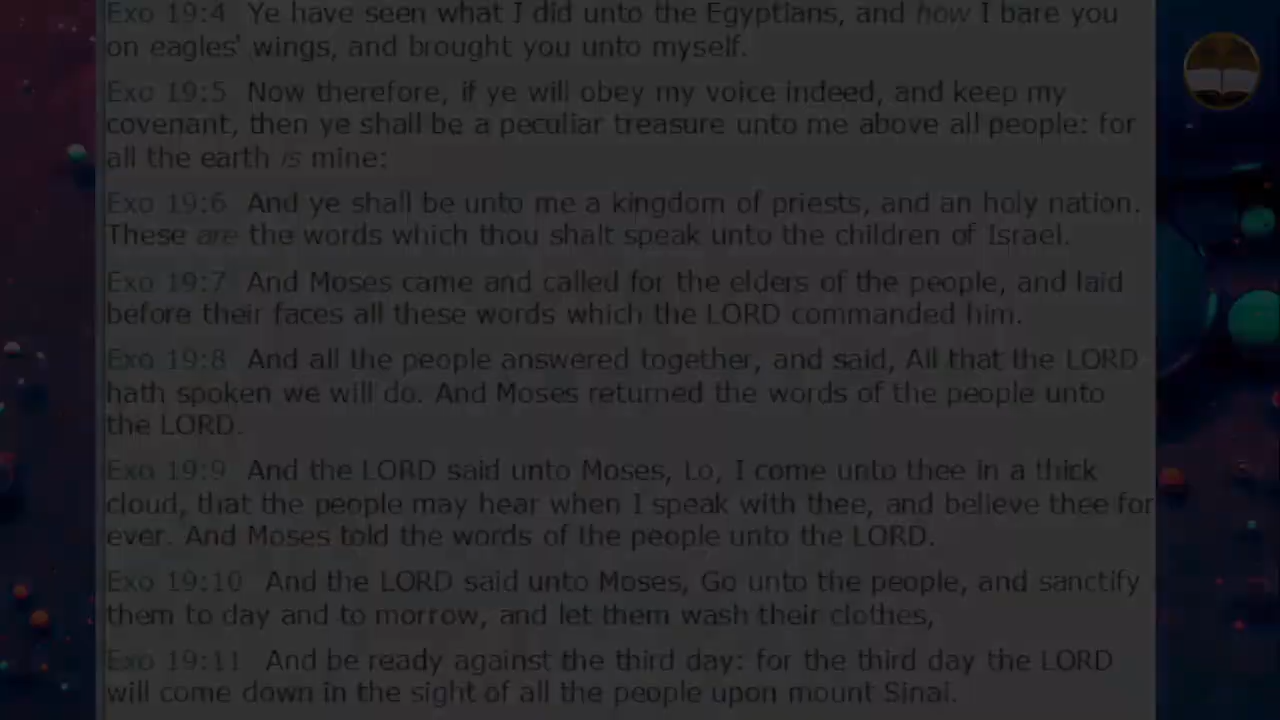 Exo 19:4 Ye have seen what I did unto the Egyptians, and how I bare you
on eagles' wings, and brought you unto myself.
Exo 19:5 Now therefore, if ye will obey my voice indeed, and keep my
covenant, then ye shall be a peculiar treasure unto me above all people: for
all the earth is mine:
Exo 19:6 And ye shall be unto me a kingdom of priests, and an holy nation.
These are the words which thou shalt speak unto the children of Israel.
Exo 19:7 And Moses came and called for the elders of the people, and laid
before their faces all these words which the LORD commanded him.
Exo 19:8 And all the people answered together, and said, All that the LORD
hath spoken we will do. And Moses returned the words of the people unto
the LORD.
Exo 19:9 And the LORD said unto Moses, Lo, I come unto thee in a thick
cloud, that the people may hear when I speak with thee, and believe thee for
ever. And Moses told the words of the people unto the LORD.
Exo 19:10 And the LORD said unto Moses, Go unto the people, and sanctify
them to day and to morrow, and let them wash their clothes,
Exo 19:11 And be ready against the third day: for the third day the LORD
will come down in the sight of all the people upon mount Sinai.